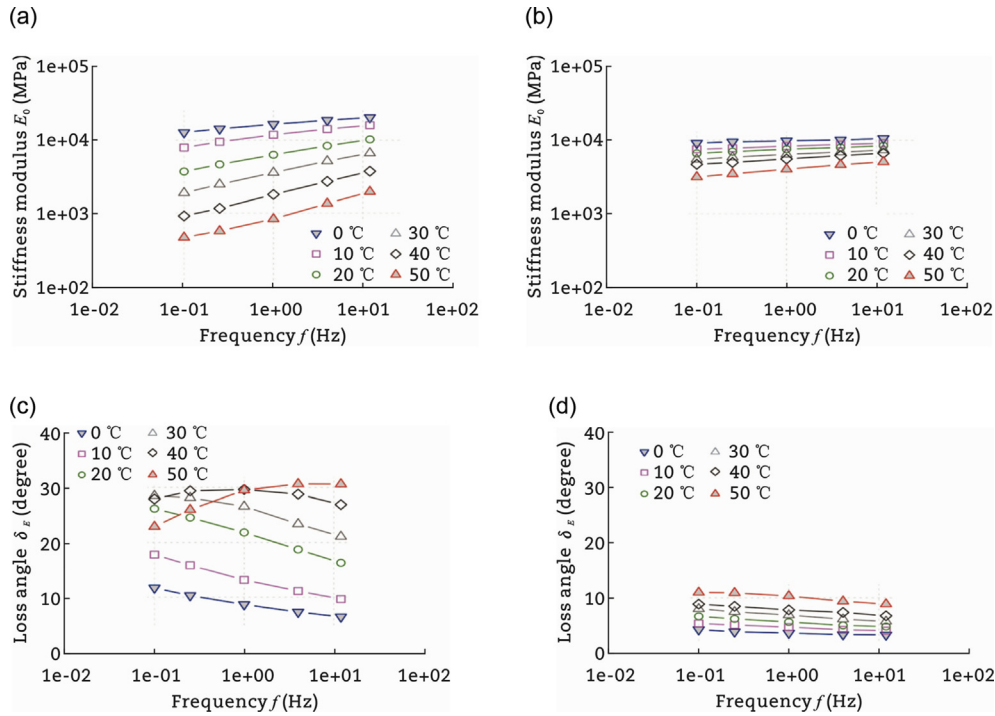 (a)
Stiffness modulus E₀ (MPa)
1e+05
1e+04
1e+03
1e+02
0 ℃ 30 ℃
10 ℃ 40 ℃
20 ℃ 50 ℃
1e-02 1e-01 1e+00 1e+01 1e+02
Frequency f (Hz)
(b)
Stiffness modulus E₀ (MPa)
1e+05
1e+04
1e+03
1e+02
0 ℃ 30 ℃
10 ℃ 40 ℃
20 ℃ 50 ℃
1e-02 1e-01 1e+00 1e+01 1e+02
Frequency f (Hz)
(c)
Loss angle δ_E (degree)
40
30
20
10
0
0 ℃ 30 ℃
10 ℃ 40 ℃
20 ℃ 50 ℃
1e-02 1e-01 1e+00 1e+01 1e+02
Frequency f (Hz)
(d)
Loss angle δ_E (degree)
40
30
20
10
0
0 ℃ 30 ℃
10 ℃ 40 ℃
20 ℃ 50 ℃
1e-02 1e-01 1e+00 1e+01 1e+02
Frequency f (Hz)